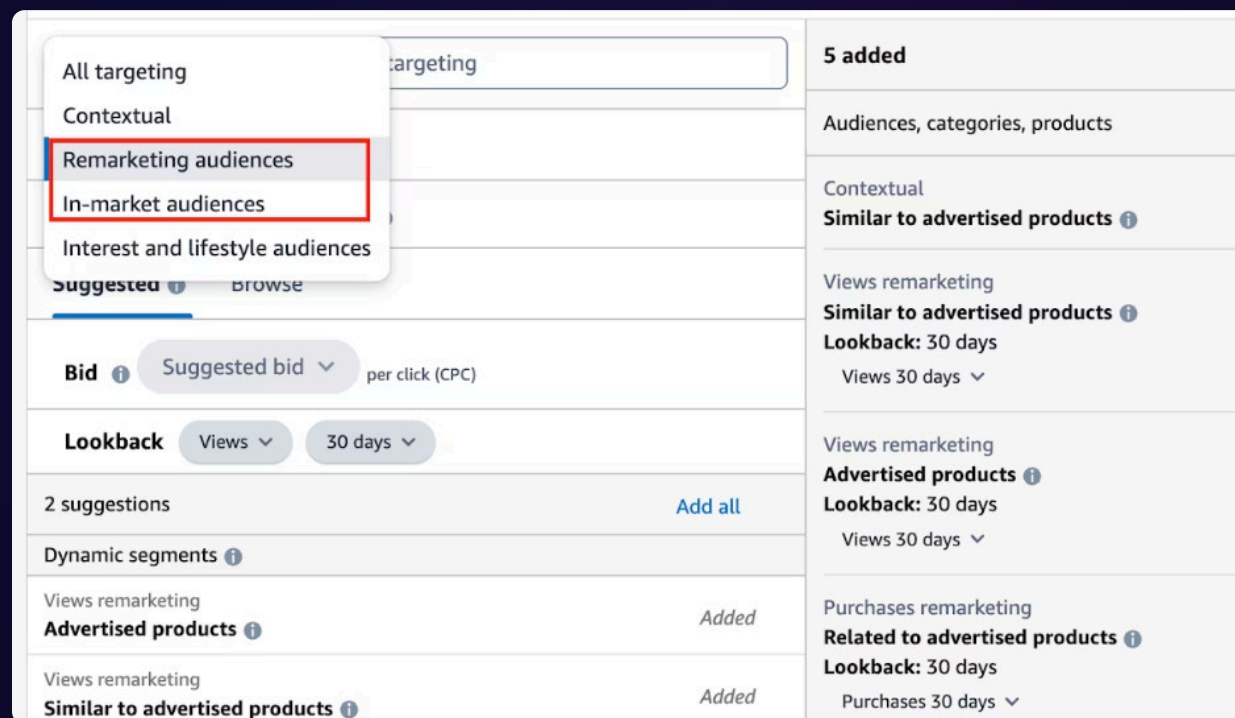 All targeting
Contextual
Remarketing audiences
In-market audiences
Interest and lifestyle audiences
targeting
Suggested
Browse
Bid
Suggested bid
per click (CPC)
Lookback
Views
30 days
2 suggestions
Add all
Dynamic segments
Views remarketing
Advertised products
Added
Views remarketing
Similar to advertised products
Added
5 added
Audiences, categories, products
Contextual
Similar to advertised products
Views remarketing
Similar to advertised products
Lookback: 30 days
Views 30 days
Views remarketing
Advertised products
Lookback: 30 days
Views 30 days
Purchases remarketing
Related to advertised products
Lookback: 30 days
Purchases 30 days